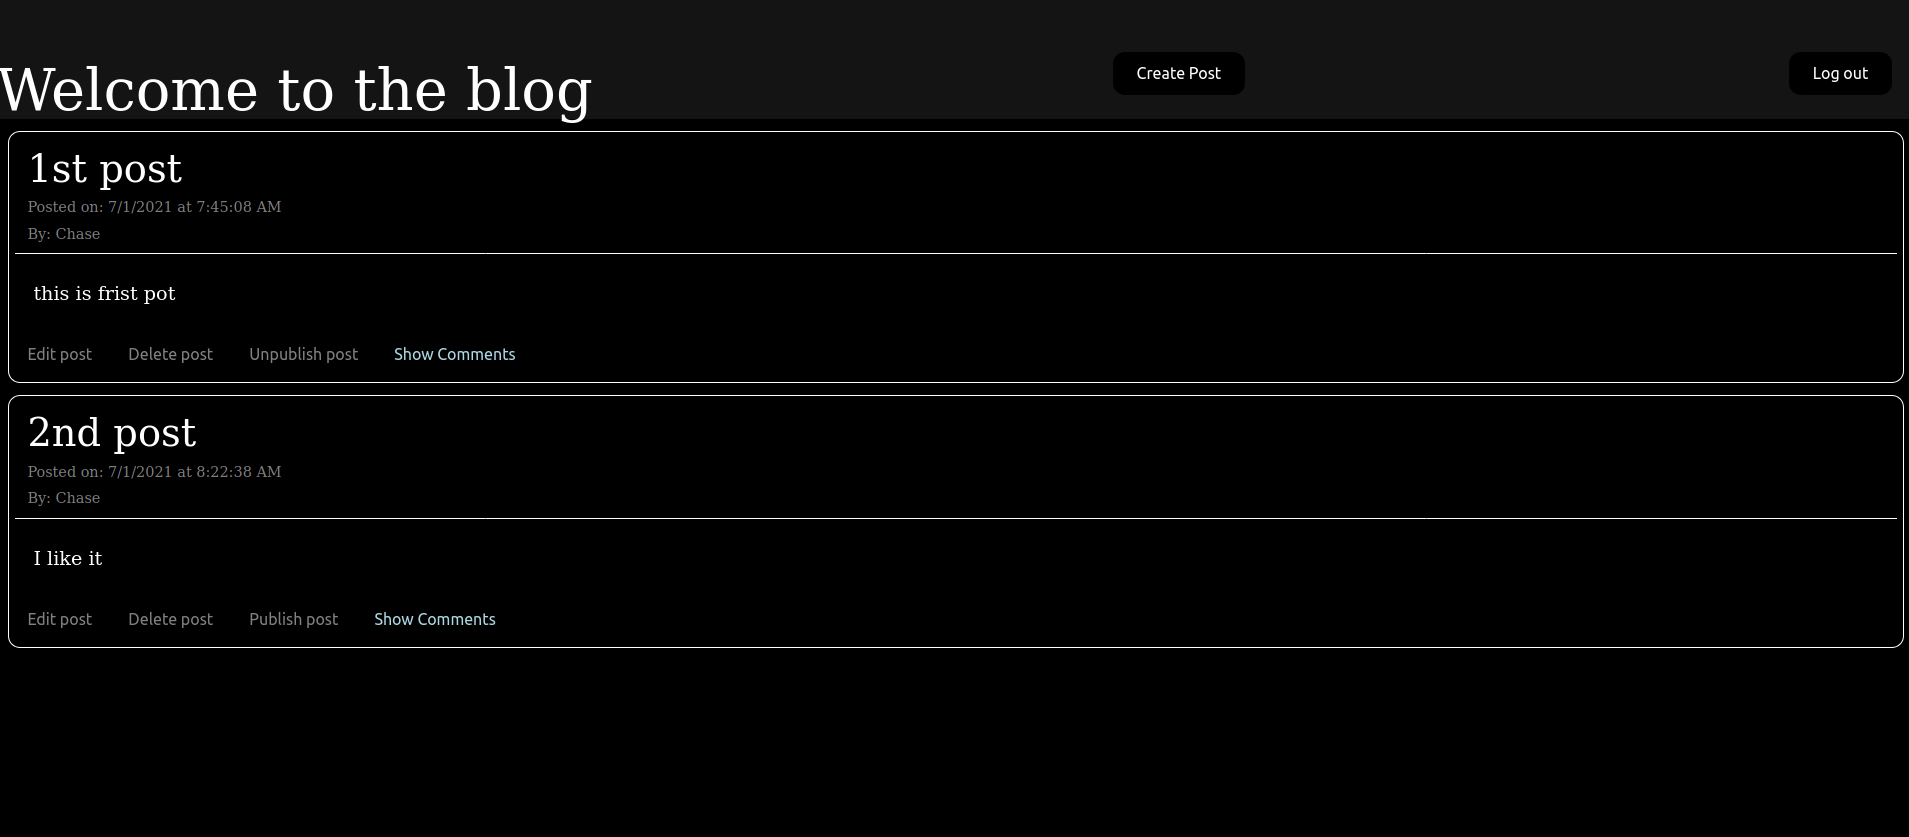 Welcome to the blog
Create Post
Log out
1st post
Posted on: 7/1/2021 at 7:45:08 AM
By: Chase
this is frist pot
Edit post Delete post Unpublish post Show Comments
2nd post
Posted on: 7/1/2021 at 8:22:38 AM
By: Chase
I like it
Edit post Delete post Publish post Show Comments